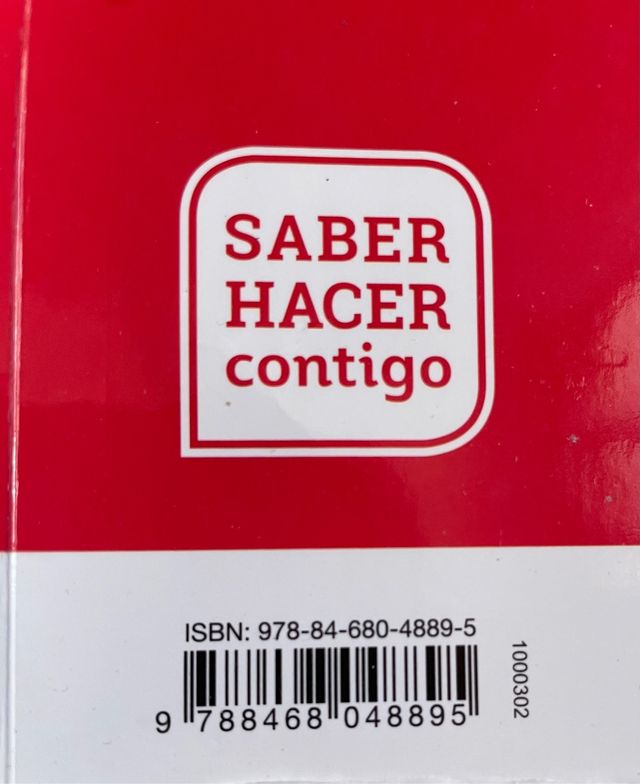 SABER
HACER
contigo
ISBN: 978-84-680-4889-5
9 788468 048895
1000302